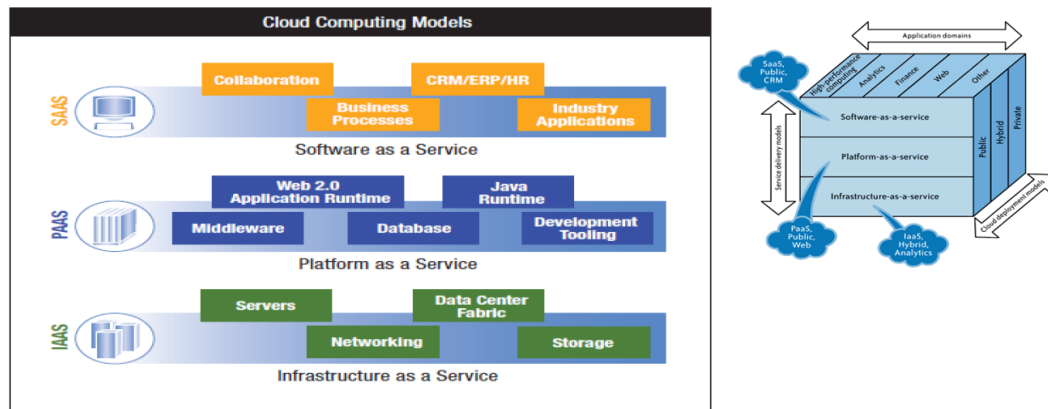 Cloud Computing Models
SAAS
Collaboration
CRM/ERP/HR
Business
Processes
Industry
Applications
Software as a Service
PAAS
Web 2.0
Application Runtime
Java
Runtime
Middleware
Database
Development
Tooling
Platform as a Service
IAAS
Servers
Data Center
Fabric
Networking
Storage
Infrastructure as a Service
Application domains
SaaS,
Public,
CRM
High-performance
computing
Analytics
Finance
Web
Other
Service delivery models
Software-as-a-service
Platform-as-a-service
Infrastructure-as-a-service
Public
Hybrid
Private
Cloud deployment models
PaaS,
Public,
Web
IaaS,
Hybrid,
Analytics